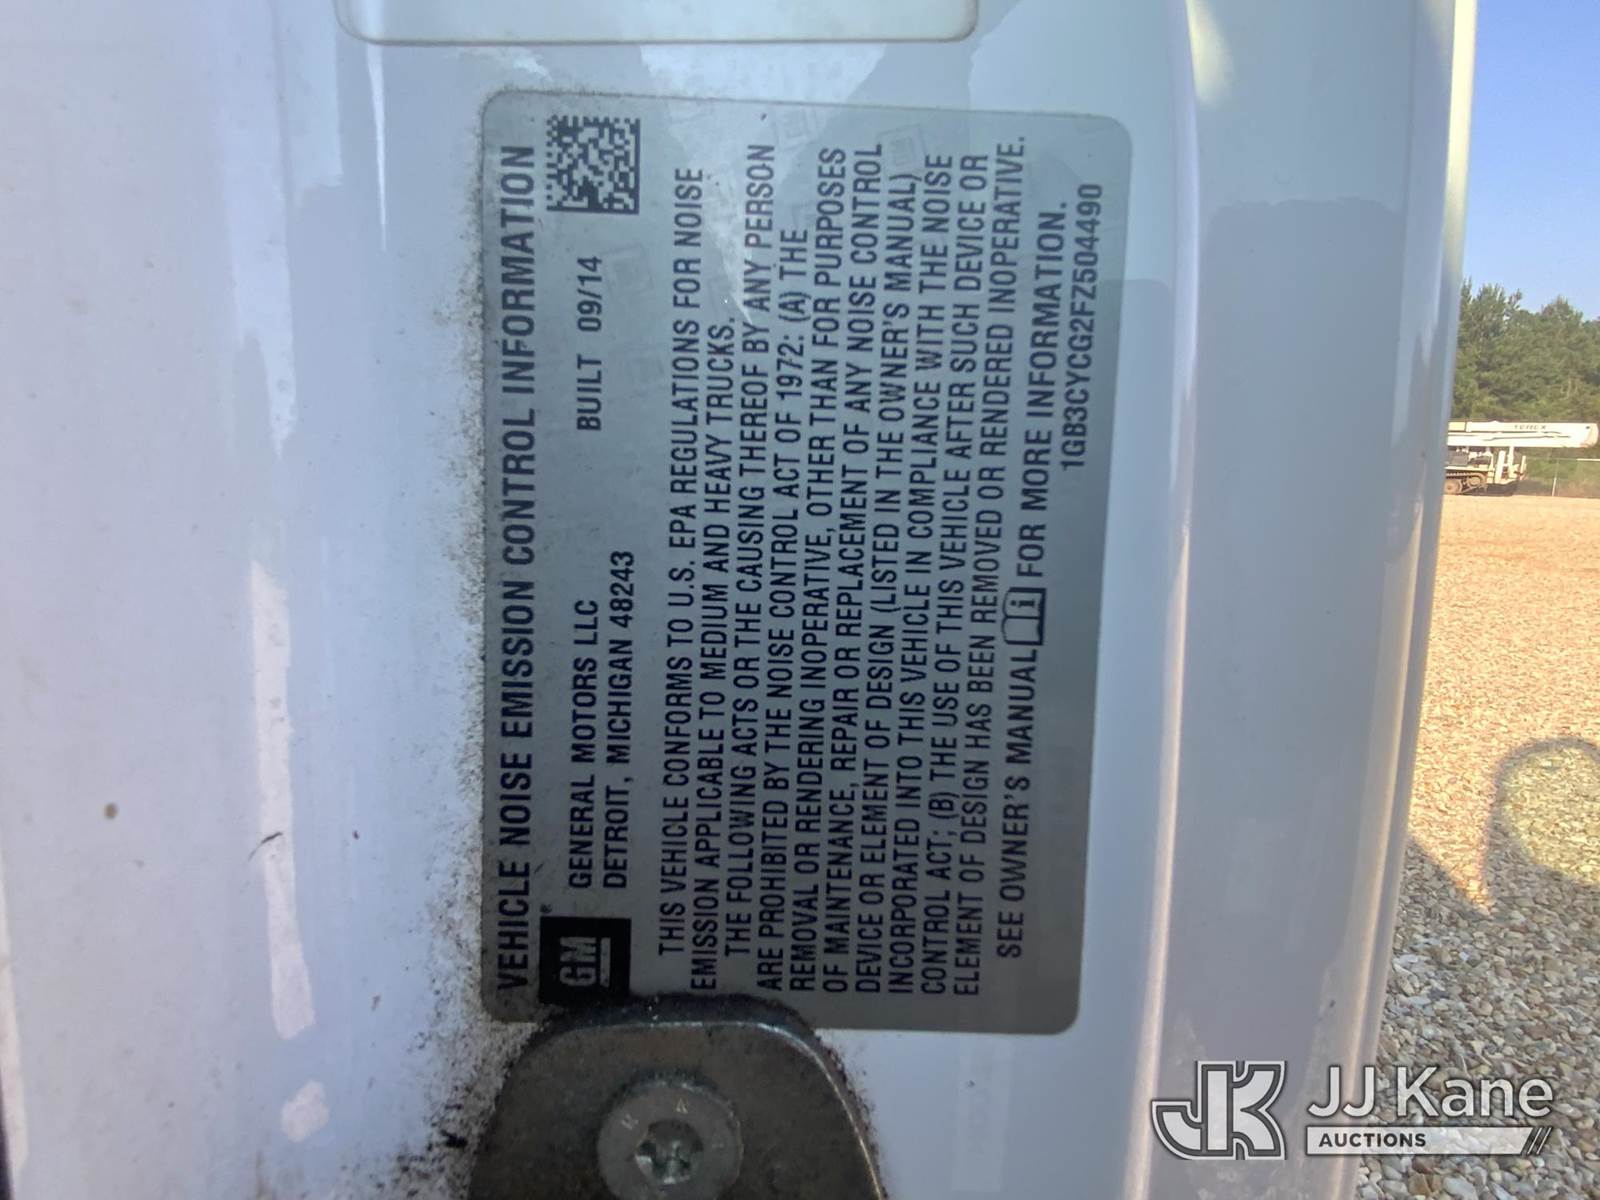 VEHICLE NOISE EMISSION CONTROL INFORMATION
GM
®
GENERAL MOTORS LLC
BUILT 09/14
DETROIT, MICHIGAN 48243
THIS VEHICLE CONFORMS TO U.S. EPA REGULATIONS FOR NOISE
EMISSION APPLICABLE TO MEDIUM AND HEAVY TRUCKS.
THE FOLLOWING ACTS OR THE CAUSING THEREOF BY ANY PERSON
ARE PROHIBITED BY THE NOISE CONTROL ACT OF 1972: (A) THE
REMOVAL OR RENDERING INOPERATIVE, OTHER THAN FOR PURPOSES
OF MAINTENANCE, REPAIR OR REPLACEMENT OF ANY NOISE CONTROL
DEVICE OR ELEMENT OF DESIGN (LISTED IN THE OWNER'S MANUAL)
INCORPORATED INTO THIS VEHICLE IN COMPLIANCE WITH THE NOISE
CONTROL ACT; (B) THE USE OF THIS VEHICLE AFTER SUCH DEVICE OR
ELEMENT OF DESIGN HAS BEEN REMOVED OR RENDERED INOPERATIVE.
SEE OWNER'S MANUAL i FOR MORE INFORMATION.
1GB3CYCG2FZ504490
JK JJ Kane
AUCTIONS